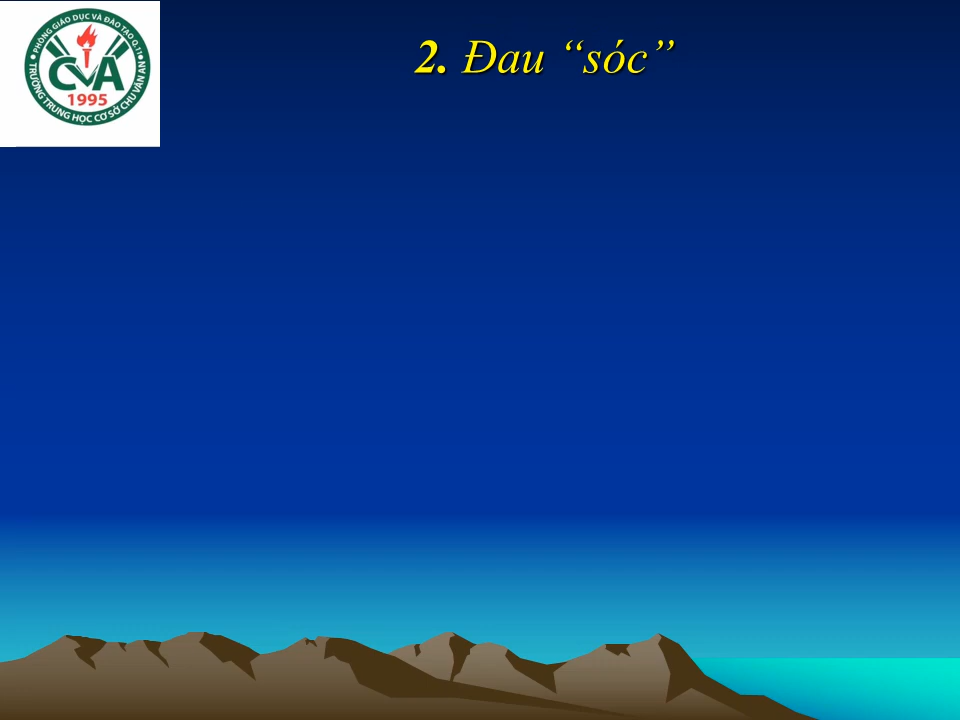 PHÒNG GIÁO DỤC VÀ ĐÀO TẠO Q.11
CVA
1995
TRƯỜNG TRUNG HỌC CƠ SỞ CHU VĂN AN
2. Đau “sóc”